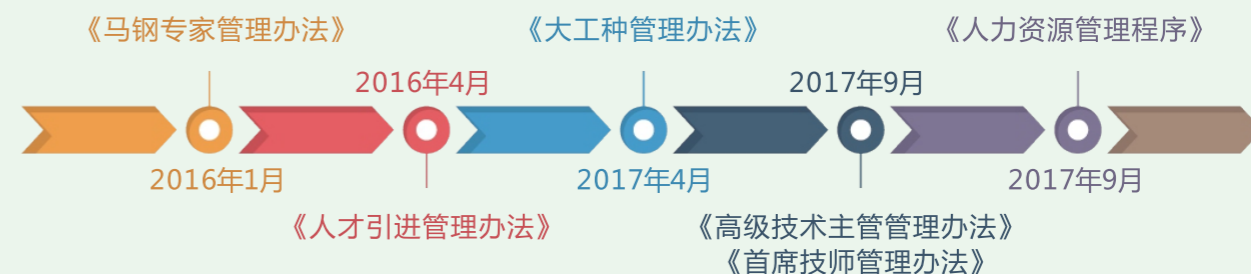 《马钢专家管理办法》
2016年1月
2016年4月
《人才引进管理办法》
《大工种管理办法》
2017年4月
2017年9月
《高级技术主管管理办法》
《首席技师管理办法》
《人力资源管理程序》
2017年9月